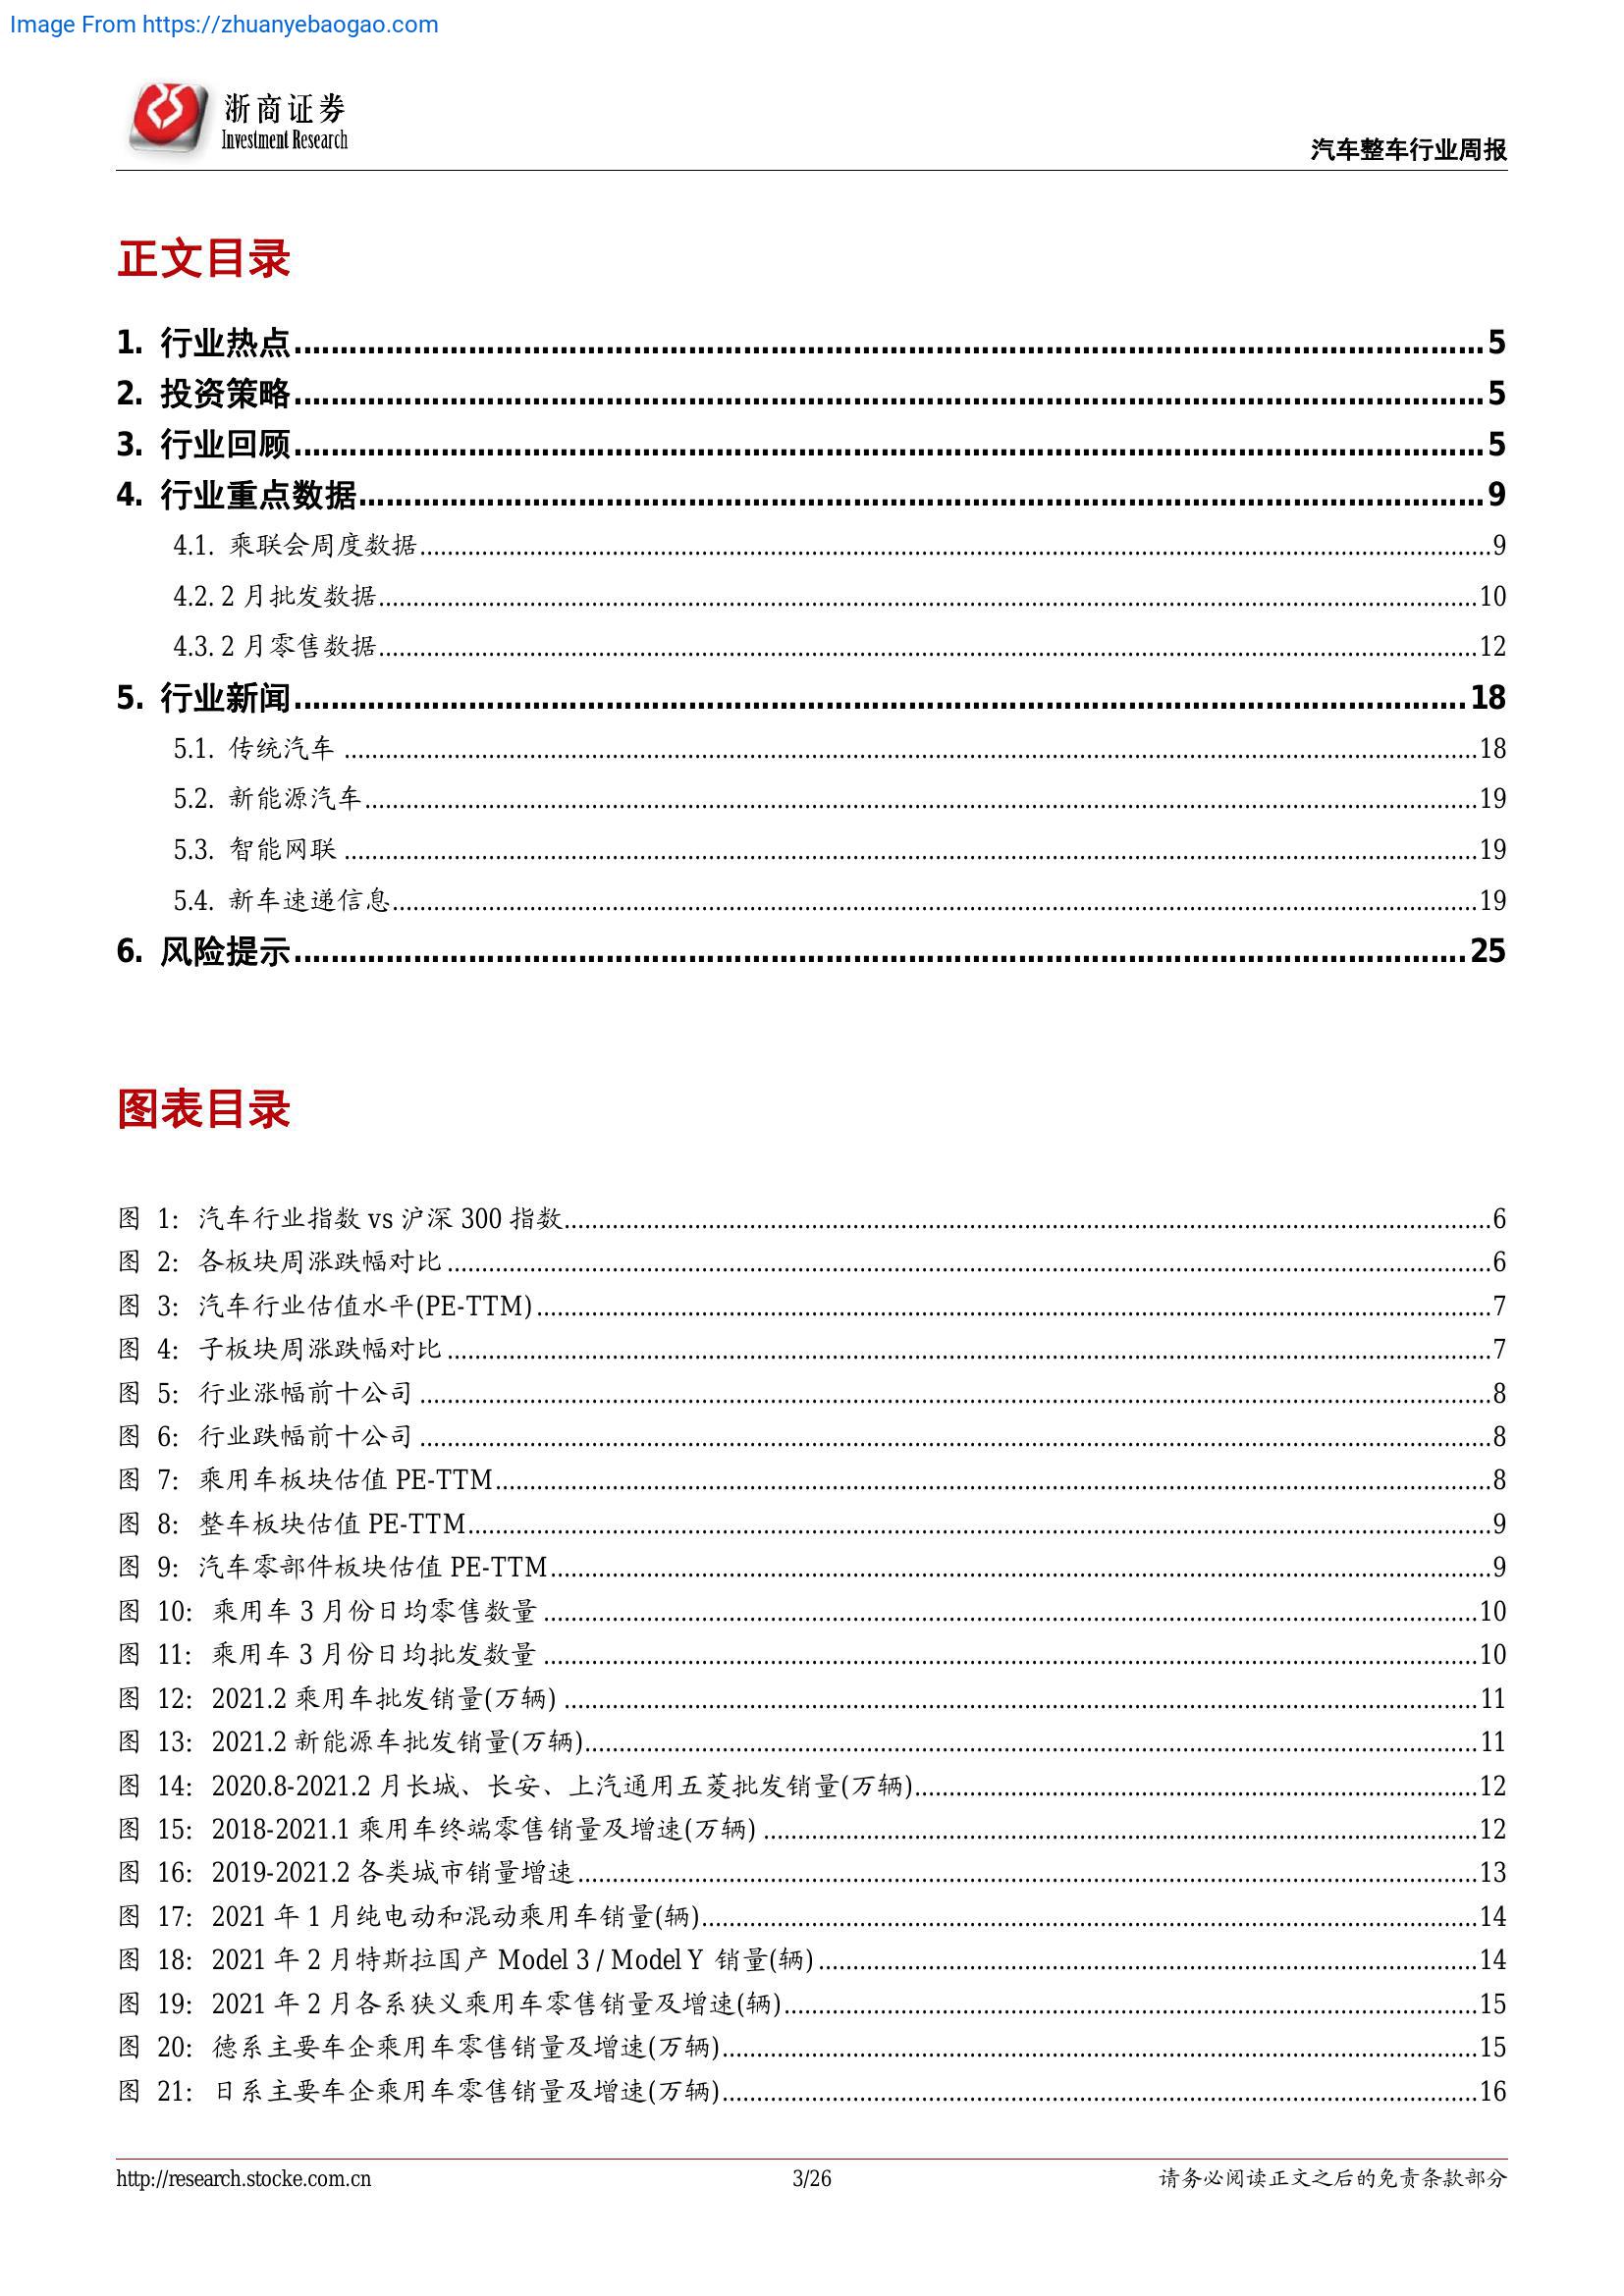 Image From https://zhuanyebaogao.com
浙商证券
Investment Research
汽车整车行业周报
正文目录
1. 行业热点 5
2. 投资策略 5
3. 行业回顾 5
4. 行业重点数据 9
4.1. 乘联会周度数据 9
4.2. 2 月批发数据 10
4.3. 2 月零售数据 12
5. 行业新闻 18
5.1. 传统汽车 18
5.2. 新能源汽车 19
5.3. 智能网联 19
5.4. 新车速递信息 19
6. 风险提示 25
图表目录
图 1: 汽车行业指数 vs 沪深 300 指数 6
图 2: 各板块周涨跌幅对比 6
图 3: 汽车行业估值水平(PE-TTM) 7
图 4: 子板块周涨跌幅对比 7
图 5: 行业涨幅前十公司 8
图 6: 行业跌幅前十公司 8
图 7: 乘用车板块估值 PE-TTM 8
图 8: 整车板块估值 PE-TTM 9
图 9: 汽车零部件板块估值 PE-TTM 9
图 10: 乘用车 3 月份日均零售数量 10
图 11: 乘用车 3 月份日均批发数量 10
图 12: 2021.2 乘用车批发销量(万辆) 11
图 13: 2021.2 新能源车批发销量(万辆) 11
图 14: 2020.8-2021.2 月长城、长安、上汽通用五菱批发销量(万辆) 12
图 15: 2018-2021.1 乘用车终端零售销量及增速(万辆) 12
图 16: 2019-2021.2 各类城市销量增速 13
图 17: 2021 年 1 月纯电动和混动乘用车销量(辆) 14
图 18: 2021 年 2 月特斯拉国产 Model 3 / Model Y 销量(辆) 14
图 19: 2021 年 2 月各系狭义乘用车零售销量及增速(辆) 15
图 20: 德系主要车企乘用车零售销量及增速(万辆) 15
图 21: 日系主要车企乘用车零售销量及增速(万辆) 16
http://research.stocke.com.cn
3/26
请务必阅读正文之后的免责条款部分